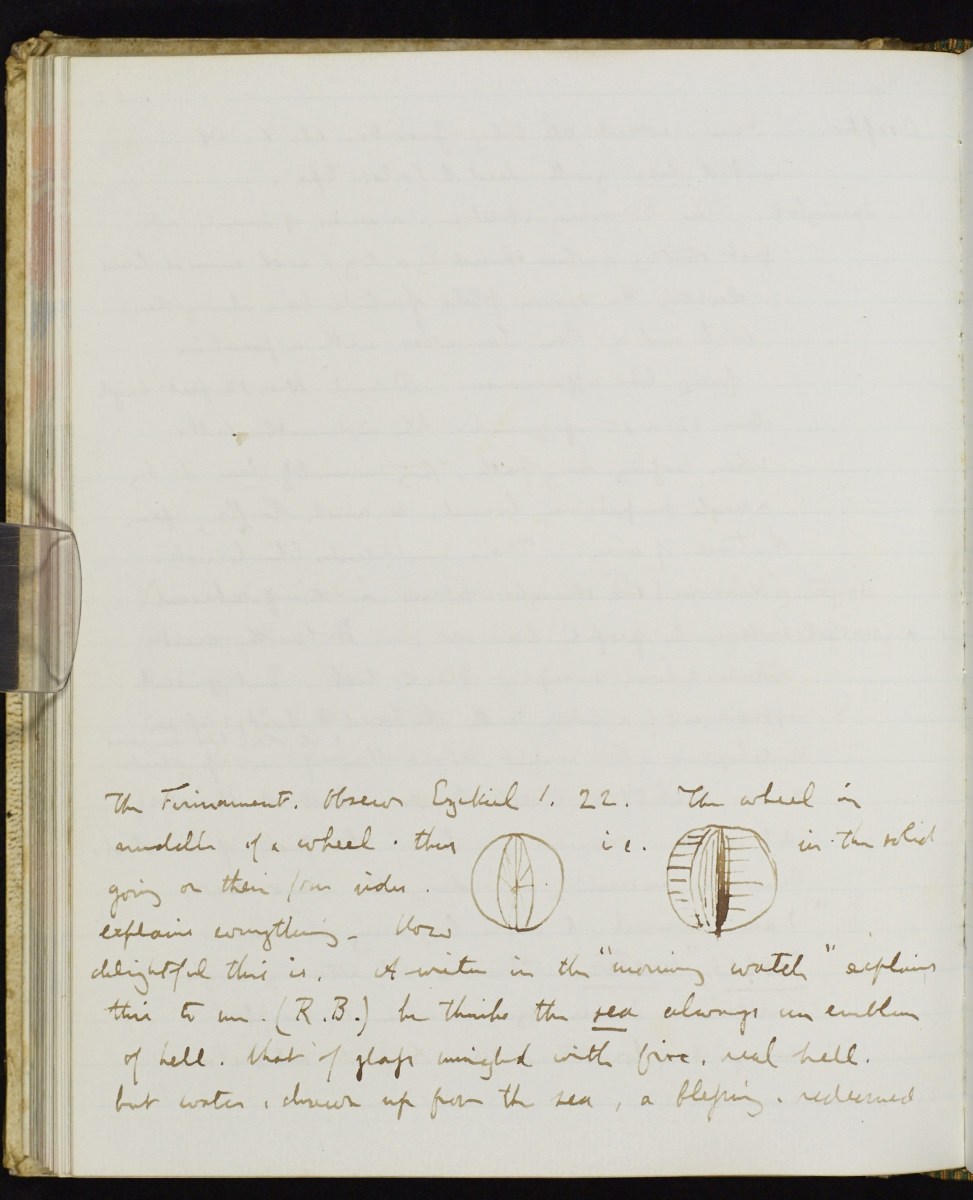 The Firmament. Observe Ezekiel 1. 22. The wheel in
middle of a wheel. thus i.e. in the solid
going on their four sides.
explains everything – How
delightful this is. A writer in the "morning watch" explains
this to me. (R.B.) he thinks the sea always an emblem
of hell. that of glass mingled with fire, real hell.
but water, drawn up from the sea, a blessing. redeemed